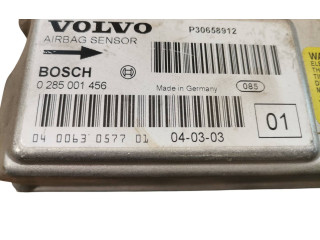 VOLVO P30658912
AIRBAG SENSOR
BOSCH
0 285 001 456
Made in Germany 085
04 0063 0577 01 04-03-03 01